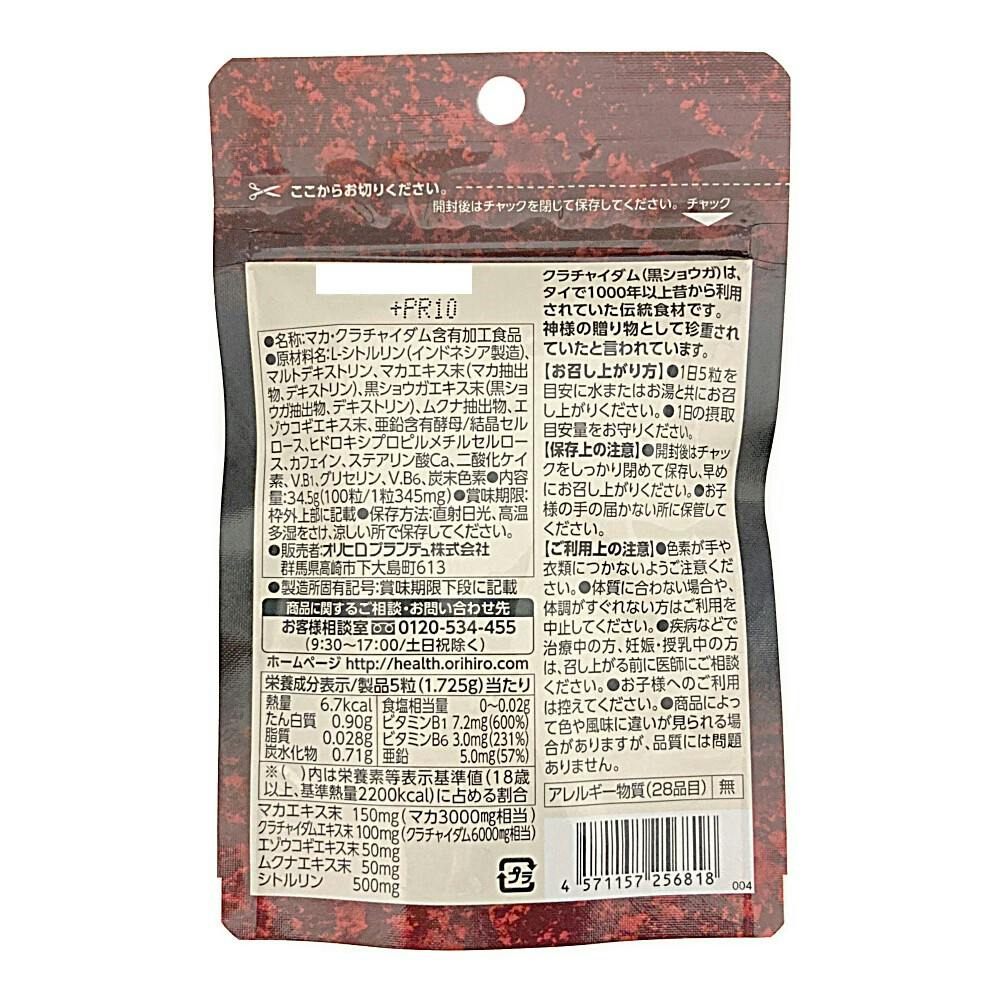 ここからお切りください。
開封後はチャックを閉じて保存してください。 チャック
+PR10
●名称:マカ・クラチャイダム含有加工食品
●原材料名:L-シトルリン(インドネシア製造)、
マルトデキストリン、マカエキス末(マカ抽出
物、デキストリン)、黒ショウガエキス末(黒ショ
ウガ抽出物、デキストリン)、ムクナ抽出物、エ
ゾウコギエキス末、亜鉛含有酵母/結晶セル
ロース、ヒドロキシプロピルメチルセルロー
ス、カフェイン、ステアリン酸Ca、二酸化ケイ
素、V.B1、グリセリン、V.B6、炭末色素●内容
量:34.5g(100粒/1粒345mg)●賞味期限:
枠外上部に記載●保存方法:直射日光、高温
多湿をさけ、涼しい所で保存してください。
●販売者:オリヒロプランデュ株式会社
群馬県高崎市下大島町613
●製造所固有記号:賞味期限下段に記載
商品に関するご相談・お問い合わせ先
お客様相談室 0120-534-455
(9:30〜17:00/土日祝除く)
ホームページ http://health.orihiro.com
栄養成分表示/製品5粒(1.725g)当たり
熱量 6.7kcal 食塩相当量 0〜0.02g
たん白質 0.90g ビタミンB1 7.2mg(600%)
脂質 0.028g ビタミンB6 3.0mg(231%)
炭水化物 0.71g 亜鉛 5.0mg(57%)
※( )内は栄養素等表示基準値(18歳
以上、基準熱量2200kcal)に占める割合
マカエキス末 150mg(マカ3000mg相当)
クラチャイダムエキス末 100mg(クラチャイダム6000mg相当)
エゾウコギエキス末 50mg
ムクナエキス末 50mg
シトルリン 500mg
プラ
クラチャイダム(黒ショウガ)は、
タイで1000年以上昔から利用
されていた伝統食材です。
神様の贈り物として珍重され
ていたと言われています。
【お召し上がり方】●1日5粒を
目安に水またはお湯と共にお召
し上がりください。●1日の摂取
目安量をお守りください。
【保存上の注意】●開封後はチャッ
クをしっかり閉めて保存し、早め
にお召し上がりください。●お子
様の手の届かない所に保管して
ください。
【ご利用上の注意】●色素が手や
衣類につかないようご注意くださ
い。●体質に合わない場合や、
体調がすぐれない方はご利用を
中止してください。●疾病などで
治療中の方、妊娠・授乳中の方
は、召し上がる前に医師にご相談
ください。●お子様へのご利用
は控えてください。●商品によっ
て色や風味に違いが見られる場
合がありますが、品質には問題
ありません。
アレルギー物質(28品目) 無
4 571157 256818
004